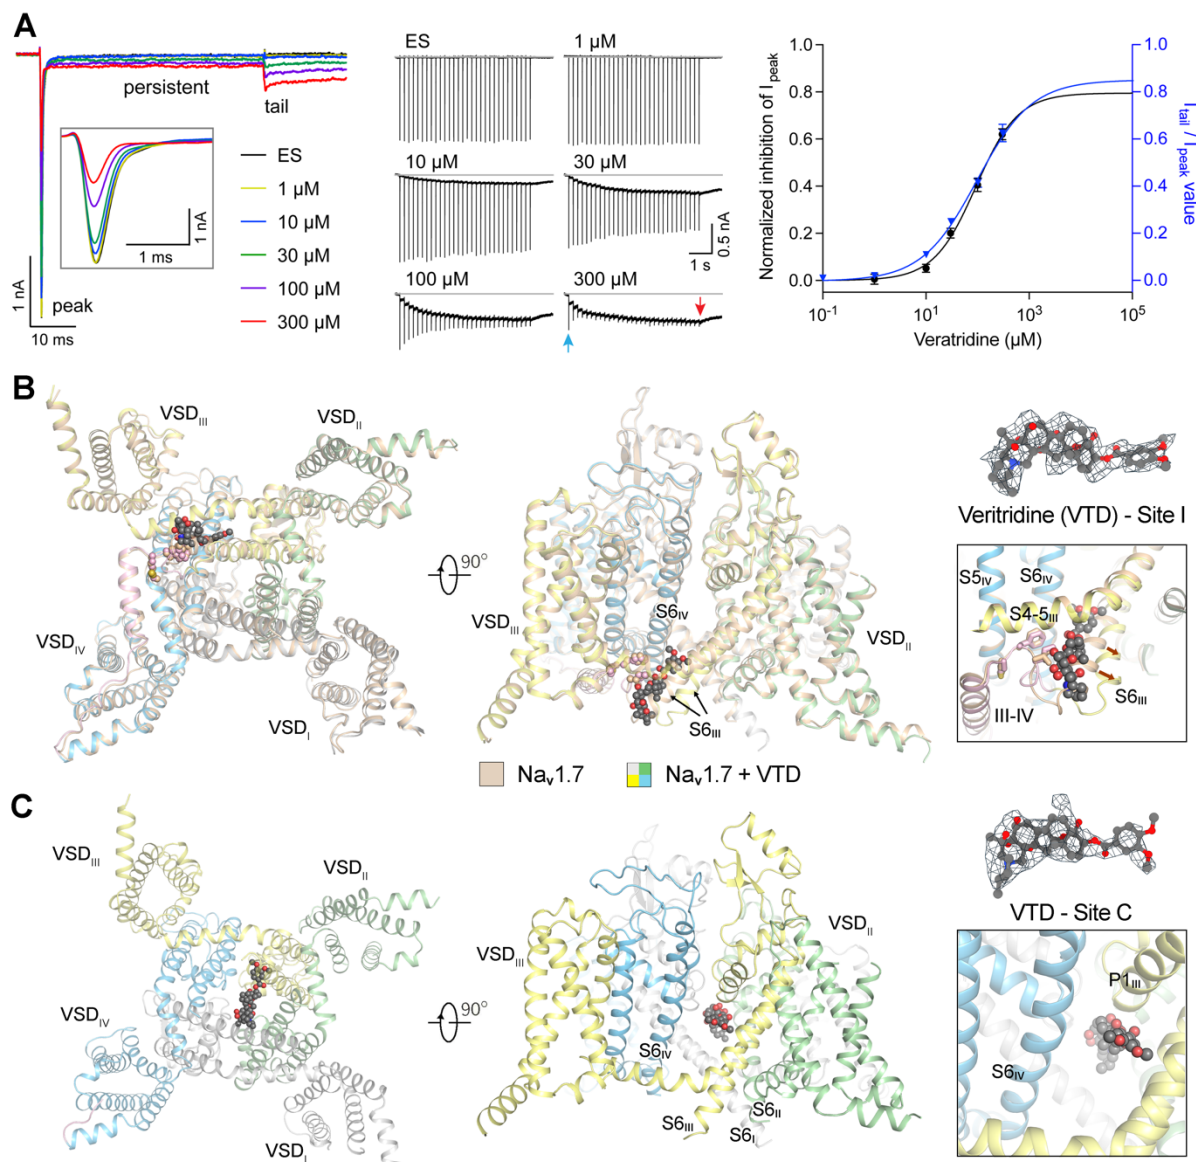 A
persistent
tail
ES
1 µM
10 µM
30 µM
100 µM
300 µM
1 nA
1 ms
1 nA
peak
10 ms
ES
1 µM
10 µM
30 µM
0.5 nA
1 s
100 µM
300 µM
Normalized inhibition of Ipeak
1.0
0.8
0.6
0.4
0.2
0.0
10-1
101
103
105
Veratridine (µM)
1.0
0.8
0.6
0.4
0.2
0.0
Itail / Ipeak value
B
VSDIII
VSDII
VSDIV
VSDI
90°
VSDIII
S6IV
VSDII
S6III
Veritridine (VTD) - Site I
S5IV
S6IV
S4-5III
S6III
III-IV
Nav1.7
Nav1.7 + VTD
C
VSDIII
VSDII
VSDIV
VSDI
90°
VSDIII
VSDII
S6IV
S6III
S6II
S6I
VTD - Site C
P1III
S6IV